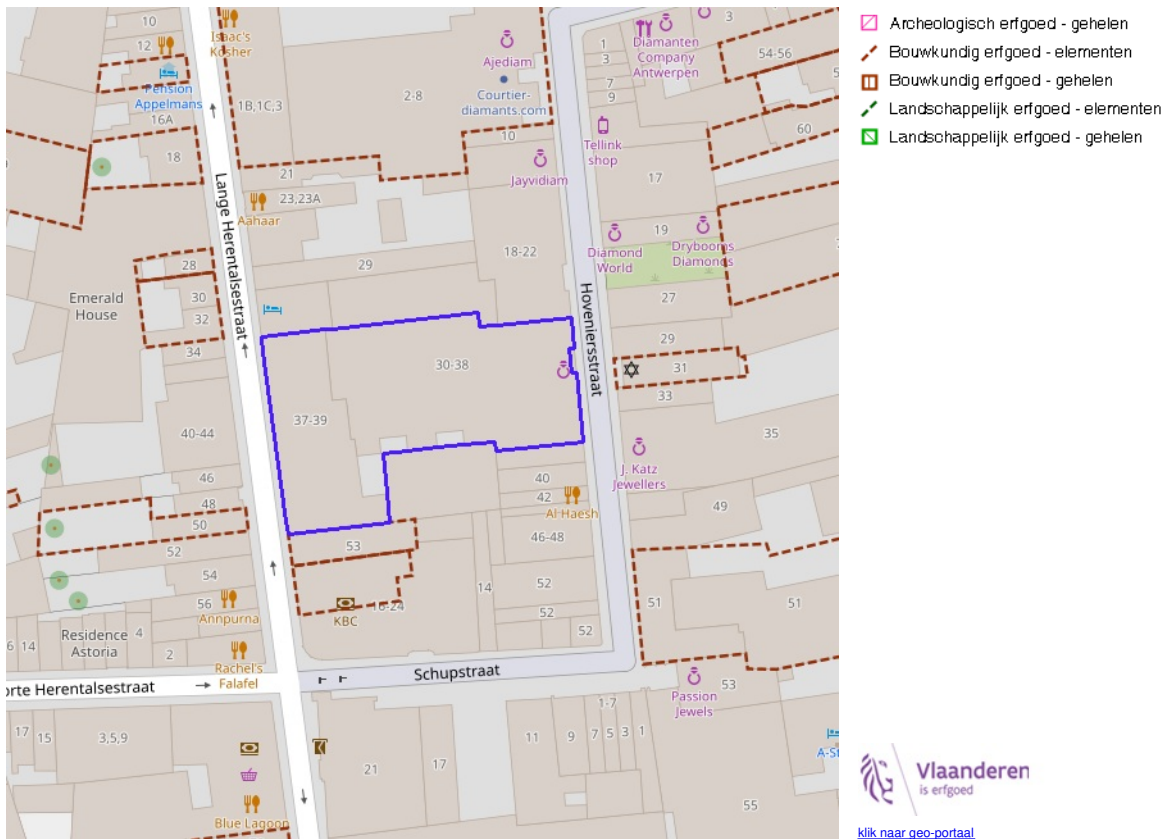 10
12
Isaac's
Kosher
Pension
Appelmans
16A
18
1B,1C,3
2-8
Ajediam
Courtier-
diamants.com
10
Jayvidiam
21
23,23A
Aahaar
29
18-22
Lange Herentalsestraat
28
30
32
34
Emerald
House
40-44
46
48
50
52
54
56
Annpurna
Residence
Astoria
4
2
6
14
Rachel's
Falafel
37-39
30-38
53
16-24
KBC
14
40
42
Al Haesh
46-48
52
52
52
Hoveniersstraat
1
3
7
9
Diamanten
Company
Antwerpen
3
54-56
60
Tellink
shop
17
19
Diamond
World
Drybooms
Diamonds
27
29
31
33
35
J. Katz
Jewellers
49
51
51
53
Passion
Jewels
Schupstraat
orte Herentalsestraat
17
15
3,5,9
Blue Lagoon
21
17
11
9
7
5
3
1
1-7
55
A-St
Archeologisch erfgoed - gehelen
Bouwkundig erfgoed - elementen
Bouwkundig erfgoed - gehelen
Landschappelijk erfgoed - elementen
Landschappelijk erfgoed - gehelen
Vlaanderen
is erfgoed
klik naar geo-portaal